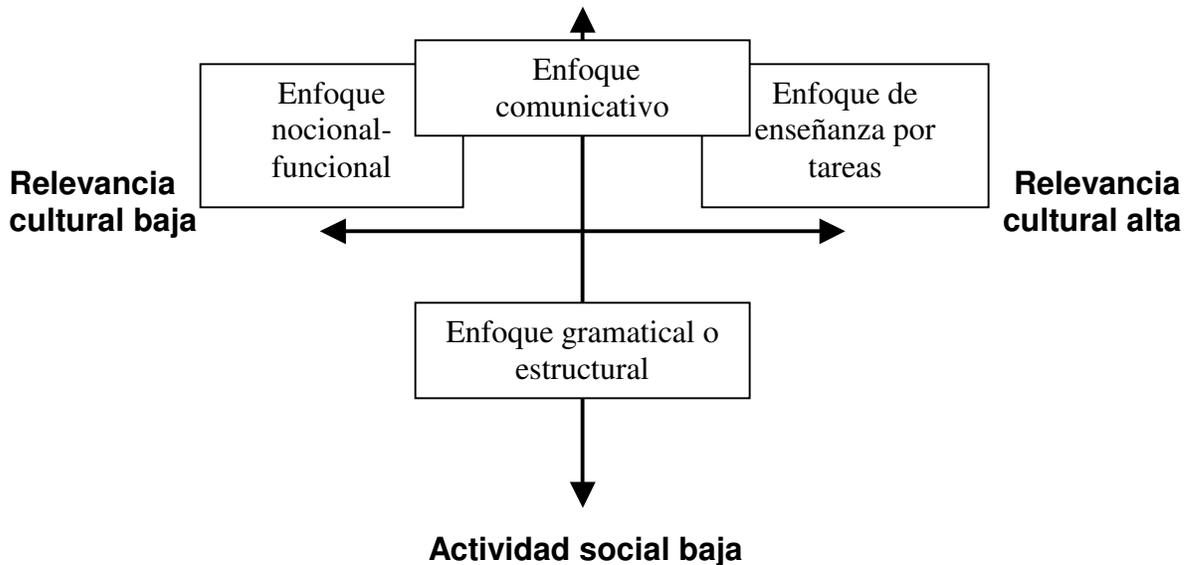 Enfoque
comunicativo
Enfoque
nocional-
funcional
Enfoque de
enseñanza por
tareas
Relevancia
cultural baja
Relevancia
cultural alta
Enfoque gramatical o
estructural
Actividad social baja